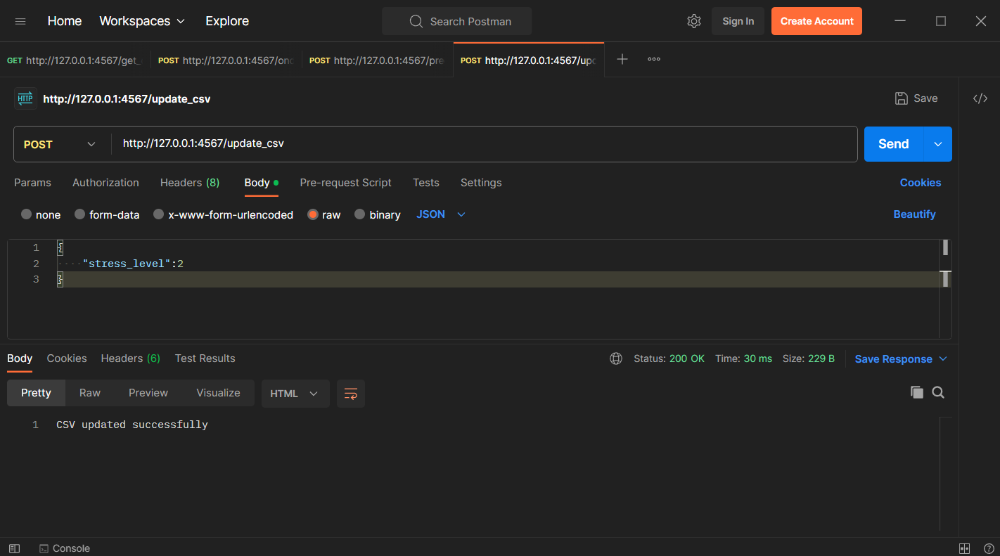 Home Workspaces Explore Search Postman Sign In Create Account
GET http://127.0.0.1:4567/get_ POST http://127.0.0.1:4567/on POST http://127.0.0.1:4567/pre POST http://127.0.0.1:4567/up
HTTP http://127.0.0.1:4567/update_csv Save </>
POST http://127.0.0.1:4567/update_csv Send
Params Authorization Headers (8) Body Pre-request Script Tests Settings Cookies
none form-data x-www-form-urlencoded raw binary JSON Beautify
1 {
2 "stress_level":2
3 }
Body Cookies Headers (6) Test Results Status: 200 OK Time: 30 ms Size: 229 B Save Response
Pretty Raw Preview Visualize HTML
1 CSV updated successfully
Console